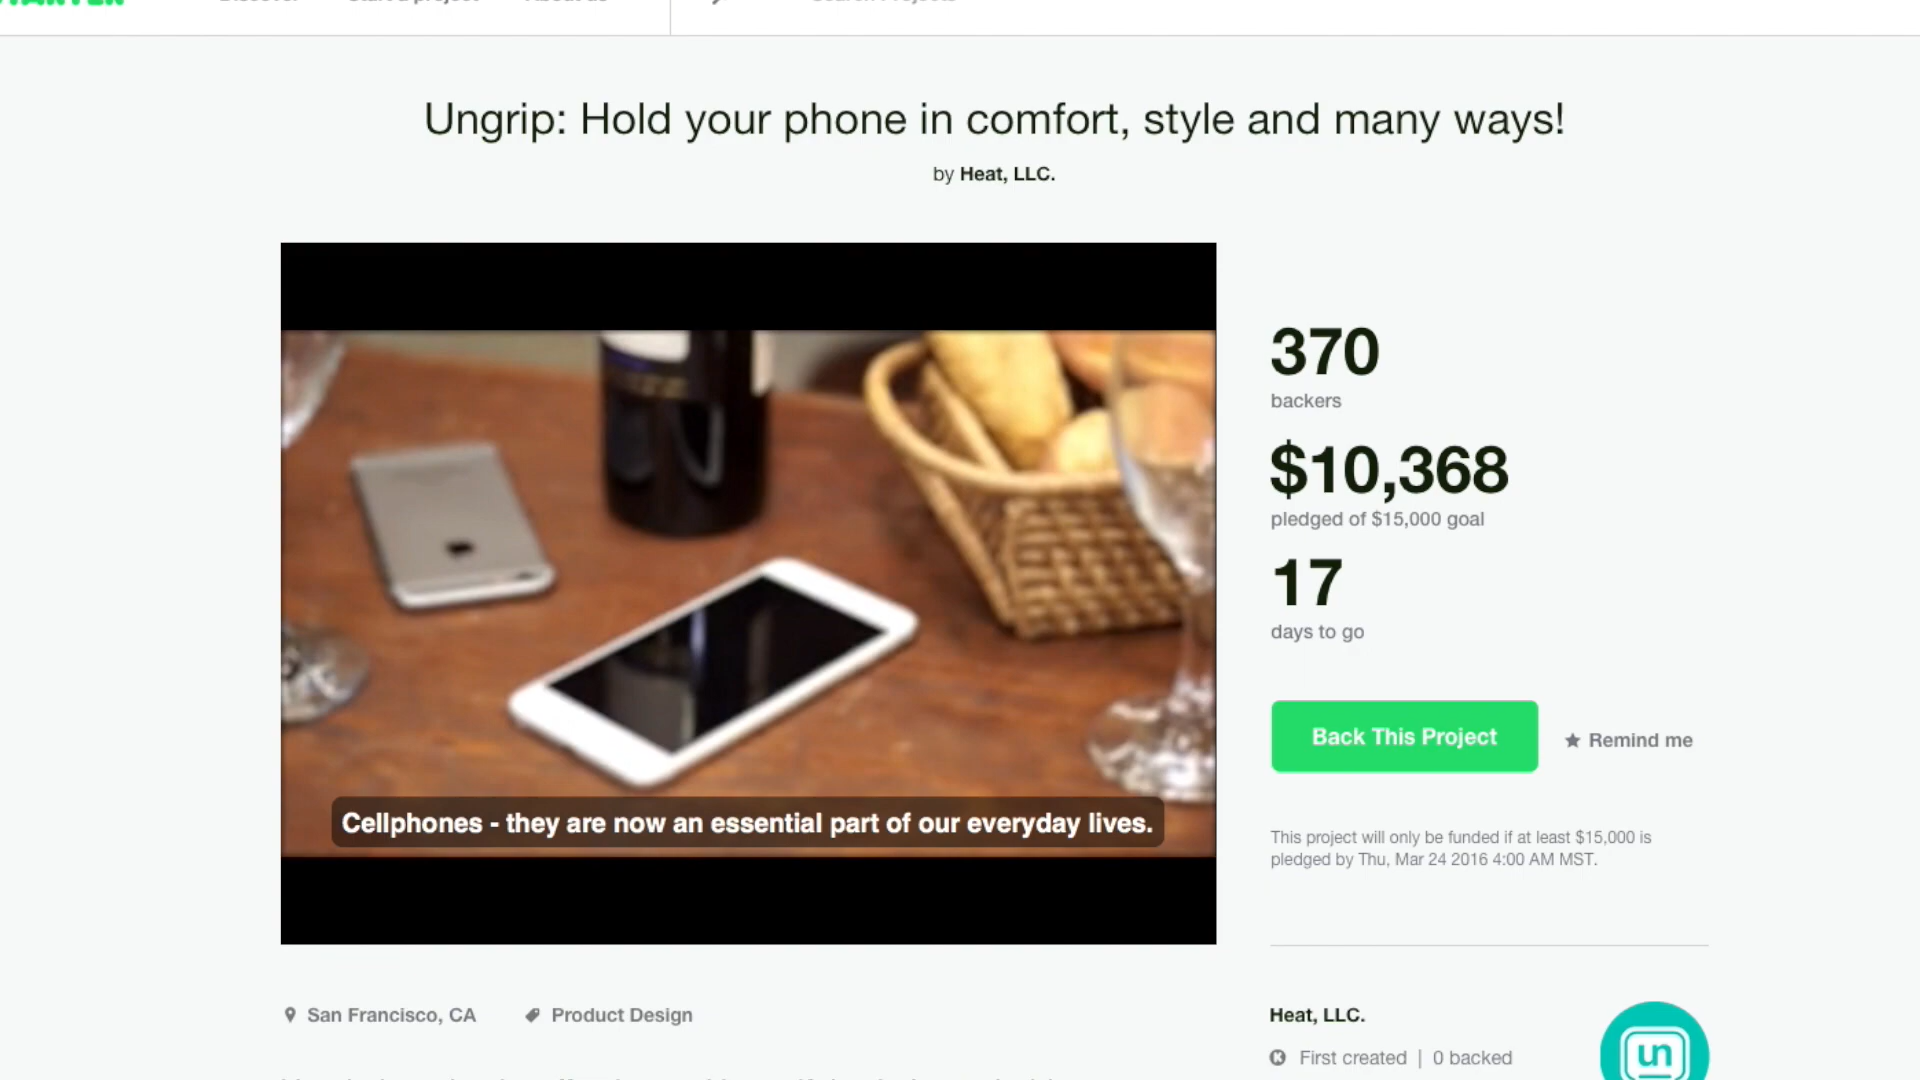 Ungrip: Hold your phone in comfort, style and many ways!
by Heat, LLC.
370
backers
$10,368
pledged of $15,000 goal
17
days to go
Back This Project
Remind me
Cellphones - they are now an essential part of our everyday lives.
This project will only be funded if at least $15,000 is
pledged by Thu, Mar 24 2016 4:00 AM MST.
San Francisco, CA
Product Design
Heat, LLC.
First created | 0 backed
un